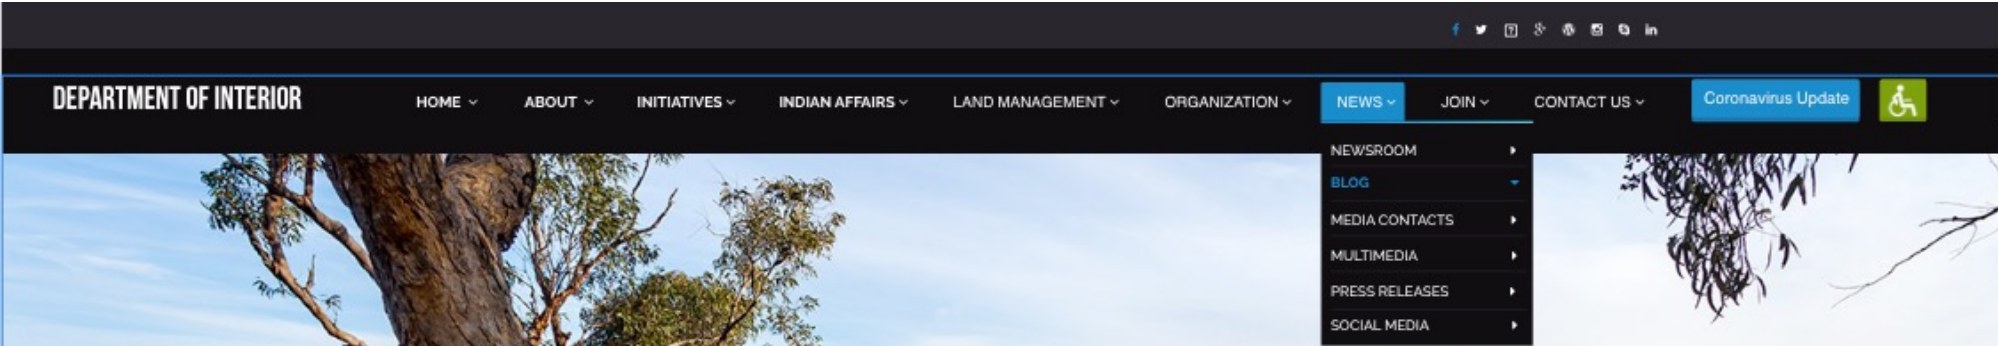 DEPARTMENT OF INTERIOR HOME ABOUT INITIATIVES INDIAN AFFAIRS LAND MANAGEMENT ORGANIZATION NEWS JOIN CONTACT US Coronavirus Update
NEWSROOM
BLOG
MEDIA CONTACTS
MULTIMEDIA
PRESS RELEASES
SOCIAL MEDIA